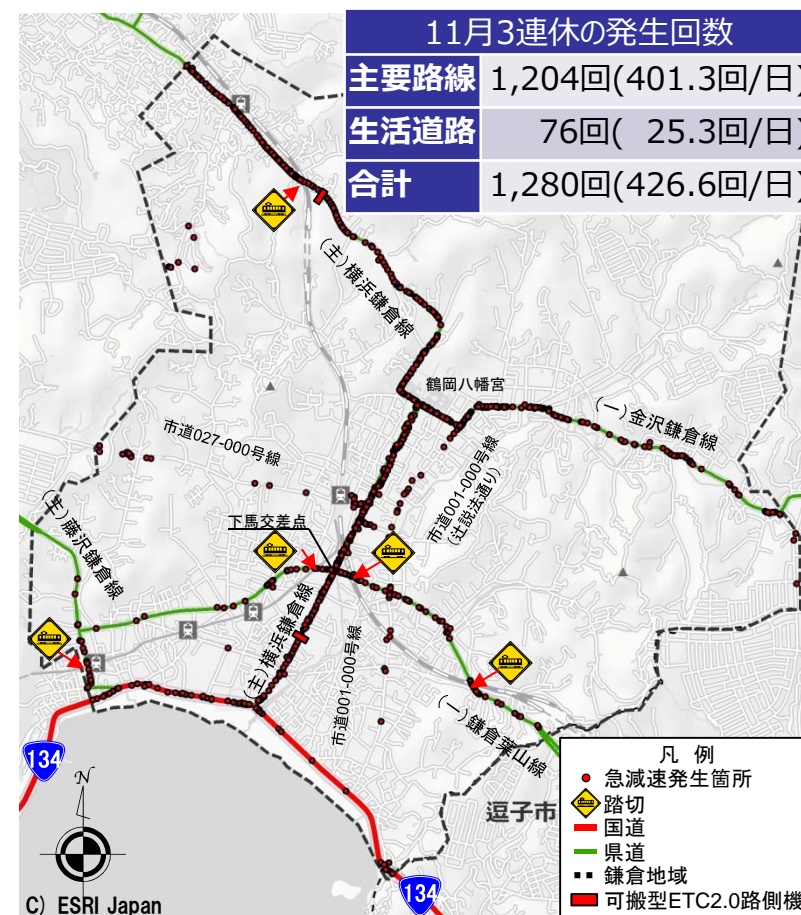 11月3連休の発生回数
主要路線 1,204回(401.3回/日)
生活道路 76回( 25.3回/日)
合計 1,280回(426.6回/日)
(主)横浜鎌倉線
鶴岡八幡宮
(一)金沢鎌倉線
市道027-000号線
市道001-000号線
(辻説法通り)
(主)藤沢鎌倉線
下馬交差点
(主)横浜鎌倉線
市道001-000号線
(一)鎌倉葉山線
134
N
逗子市
134
C) ESRI Japan
凡 例
急減速発生箇所
踏切
国道
県道
鎌倉地域
可搬型ETC2.0路側機